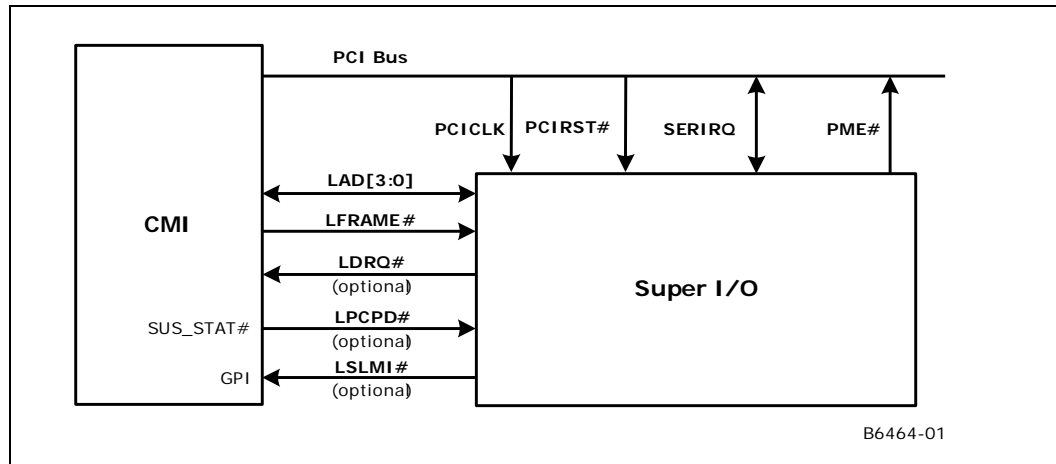 PCI Bus
PCICLK
PCIRST#
SERIRQ
PME#
LAD[3:0]
CMI
LFRAME#
LDRQ#
(optional)
Super I/O
SUS_STAT#
LPCPD#
(optional)
GPI
LSLMI#
(optional)
B6464-01